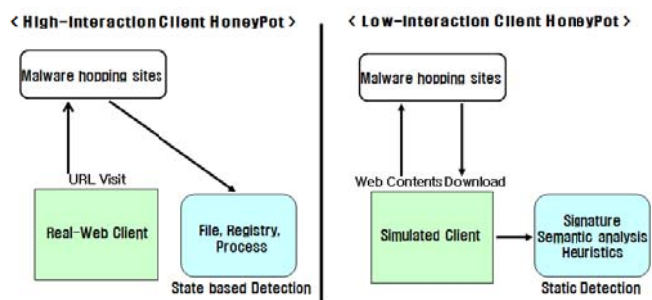 < High-Interaction Client HoneyPot >
Malware hopping sites
URL Visit
Real-Web Client
File, Registry,
Process
State based Detection
< Low-Interaction Client HoneyPot >
Malware hopping sites
Web Contents Download
Simulated Client
Signature
Semantic analysis
Heuristics
Static Detection